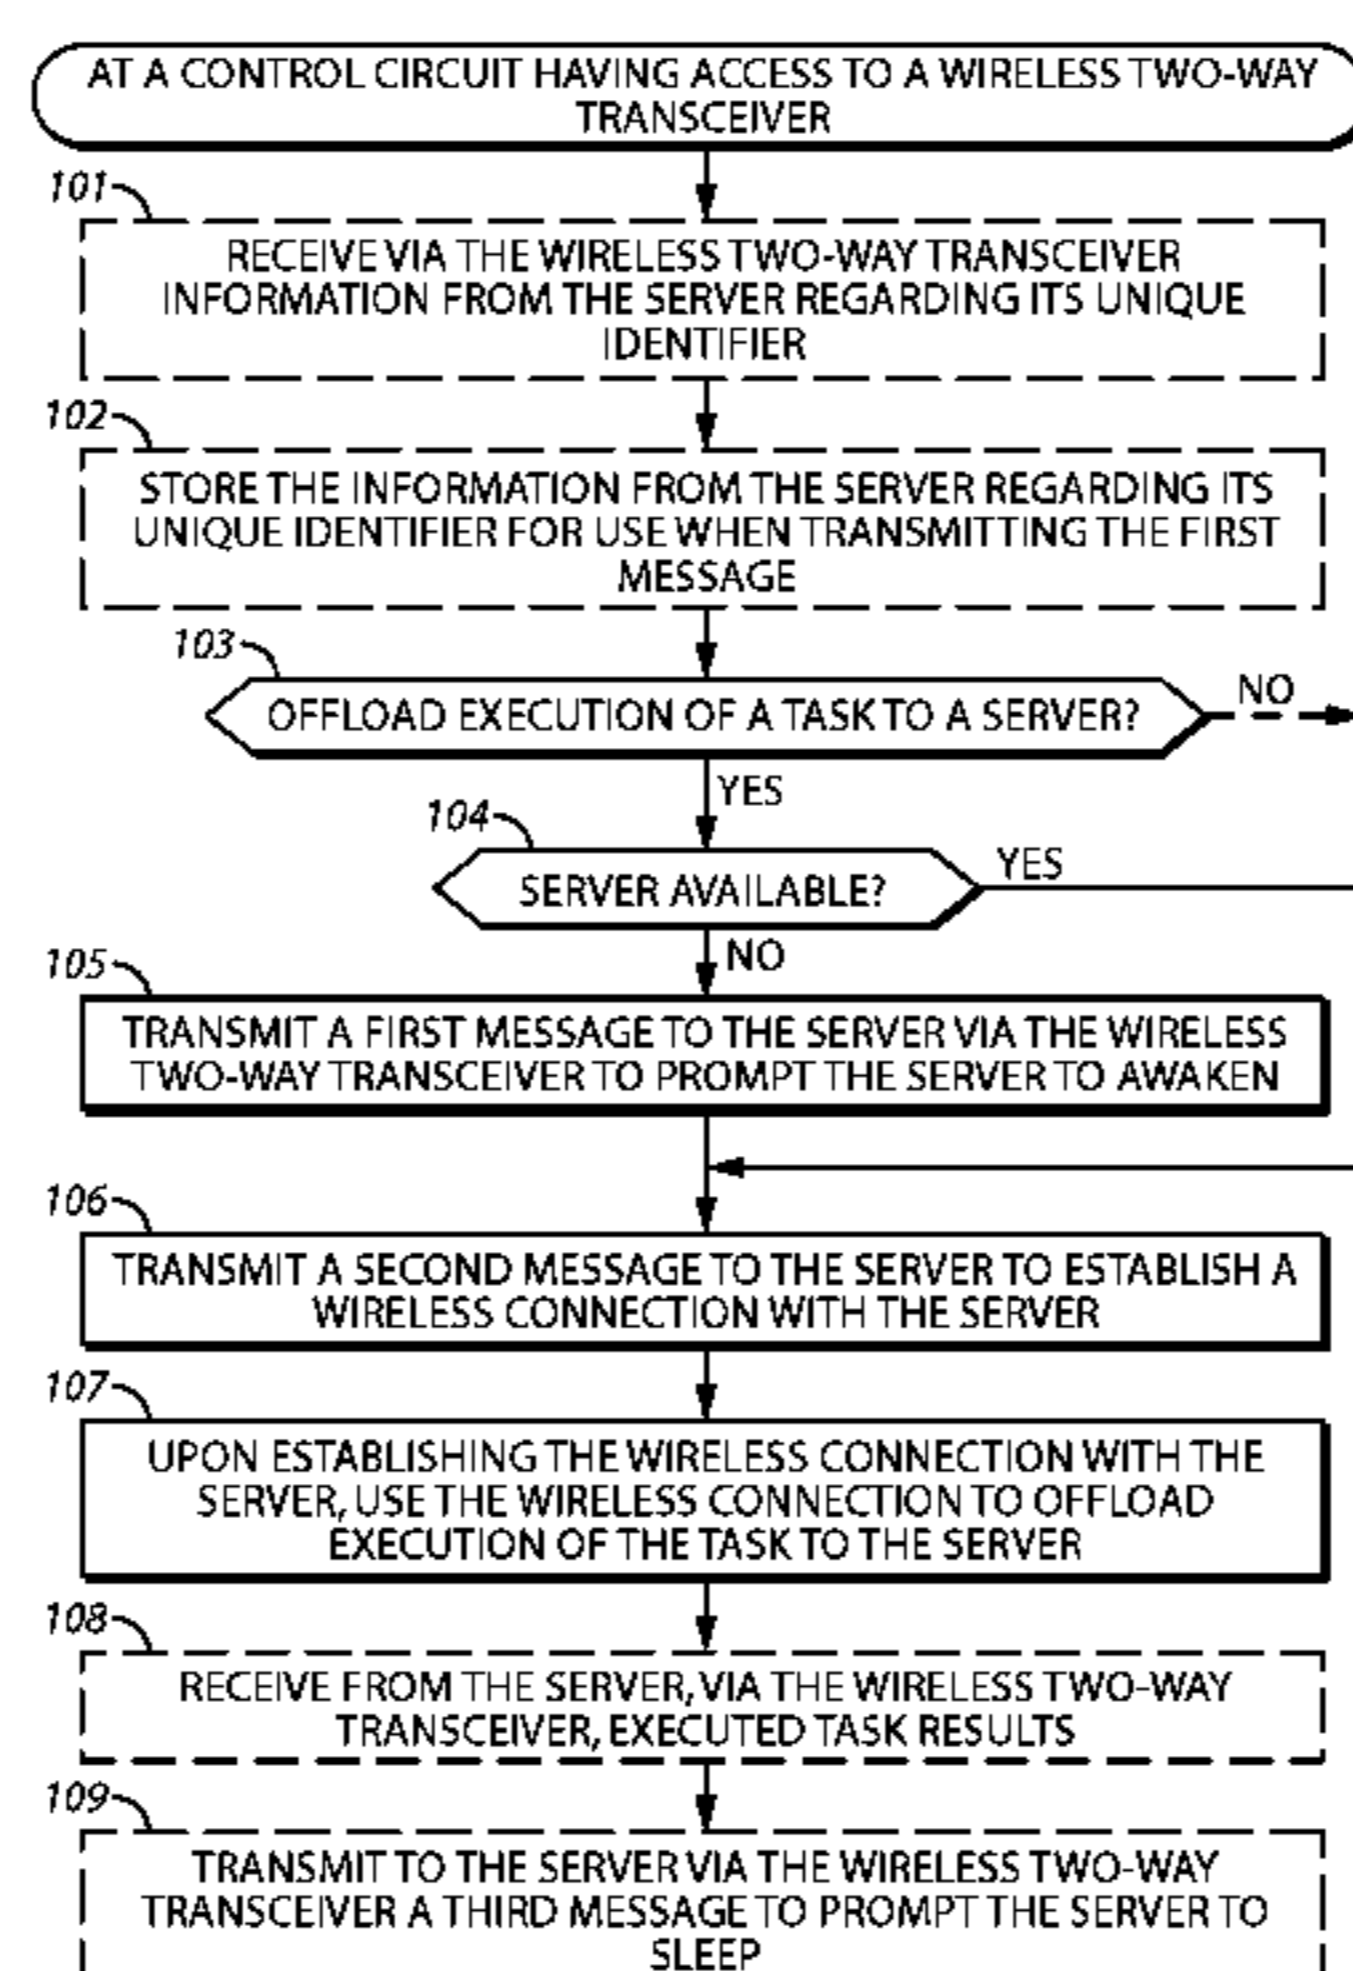 AT A CONTROL CIRCUIT HAVING ACCESS TO A WIRELESS TWO-WAY
TRANSCEIVER
101
RECEIVE VIA THE WIRELESS TWO-WAY TRANSCEIVER
INFORMATION FROM THE SERVER REGARDING ITS UNIQUE
IDENTIFIER
102
STORE THE INFORMATION FROM THE SERVER REGARDING ITS
UNIQUE IDENTIFIER FOR USE WHEN TRANSMITTING THE FIRST
MESSAGE
103
OFFLOAD EXECUTION OF A TASK TO A SERVER?
NO
YES
104
SERVER AVAILABLE?
YES
NO
105
TRANSMIT A FIRST MESSAGE TO THE SERVER VIA THE WIRELESS
TWO-WAY TRANSCEIVER TO PROMPT THE SERVER TO AWAKEN
106
TRANSMIT A SECOND MESSAGE TO THE SERVER TO ESTABLISH A
WIRELESS CONNECTION WITH THE SERVER
107
UPON ESTABLISHING THE WIRELESS CONNECTION WITH THE
SERVER, USE THE WIRELESS CONNECTION TO OFFLOAD
EXECUTION OF THE TASK TO THE SERVER
108
RECEIVE FROM THE SERVER, VIA THE WIRELESS TWO-WAY
TRANSCEIVER, EXECUTED TASK RESULTS
109
TRANSMIT TO THE SERVER VIA THE WIRELESS TWO-WAY
TRANSCEIVER A THIRD MESSAGE TO PROMPT THE SERVER TO
SLEEP